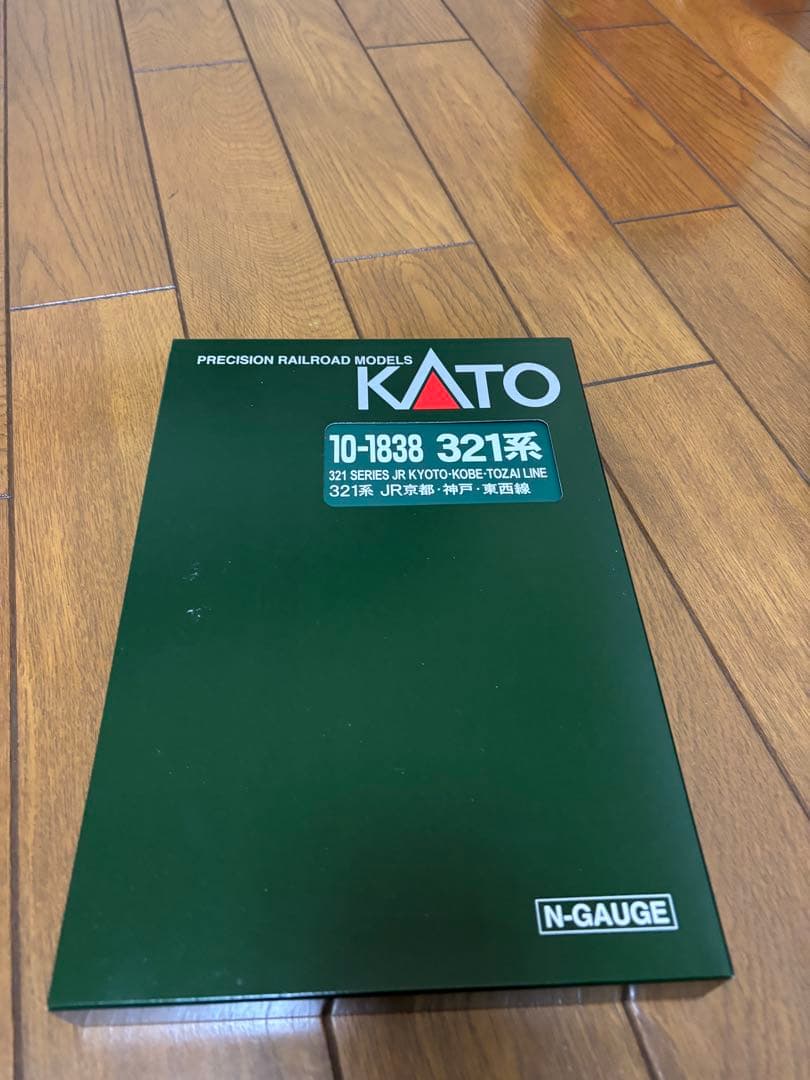 PRECISION RAILROAD MODELS
KATO
10-1838 321系
321 SERIES JR KYOTO·KOBE·TOZAI LINE
321系 JR京都·神戸·東西線
N-GAUGE